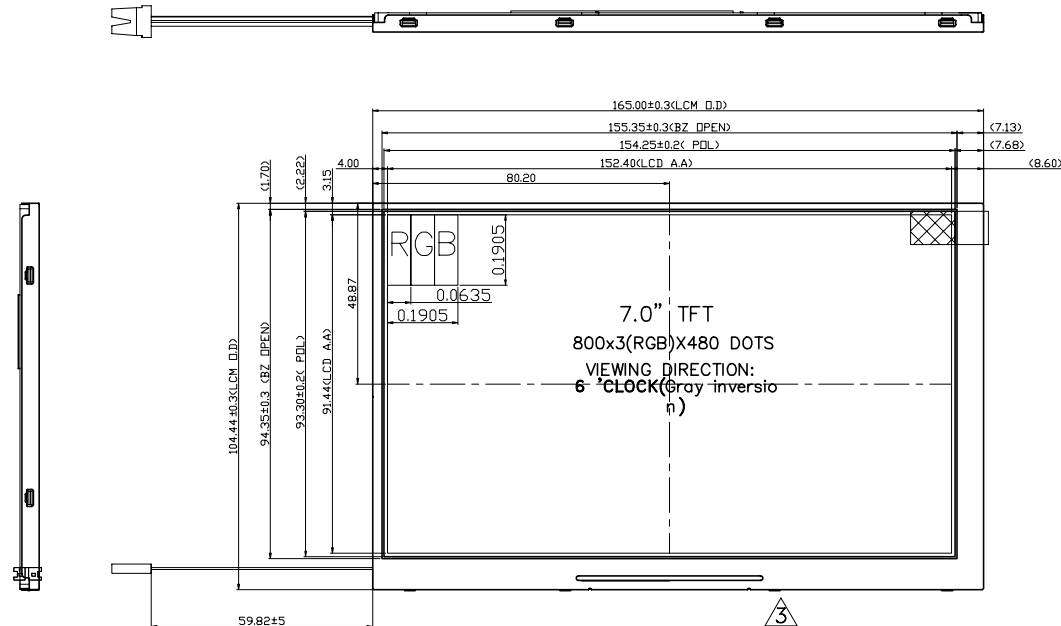 165.00±0.3(LCM O.D)
155.35±0.3(BZ OPEN)
(7.13)
154.25±0.2( POL)
(7.68)
4.00
152.40(LCD A.A)
(8.60)
80.20
(1.70)
(2.22)
3.15
RGB
0.1905
0.0635
0.1905
48.87
7.0" TFT
800x3(RGB)X480 DOTS
VIEWING DIRECTION:
6 'CLOCK(Gray inversio
n)
104.44±0.3(LCM O.D)
94.35±0.3 (BZ OPEN)
93.30±0.2( POL)
91.44(LCD A.A)
59.82±5
3